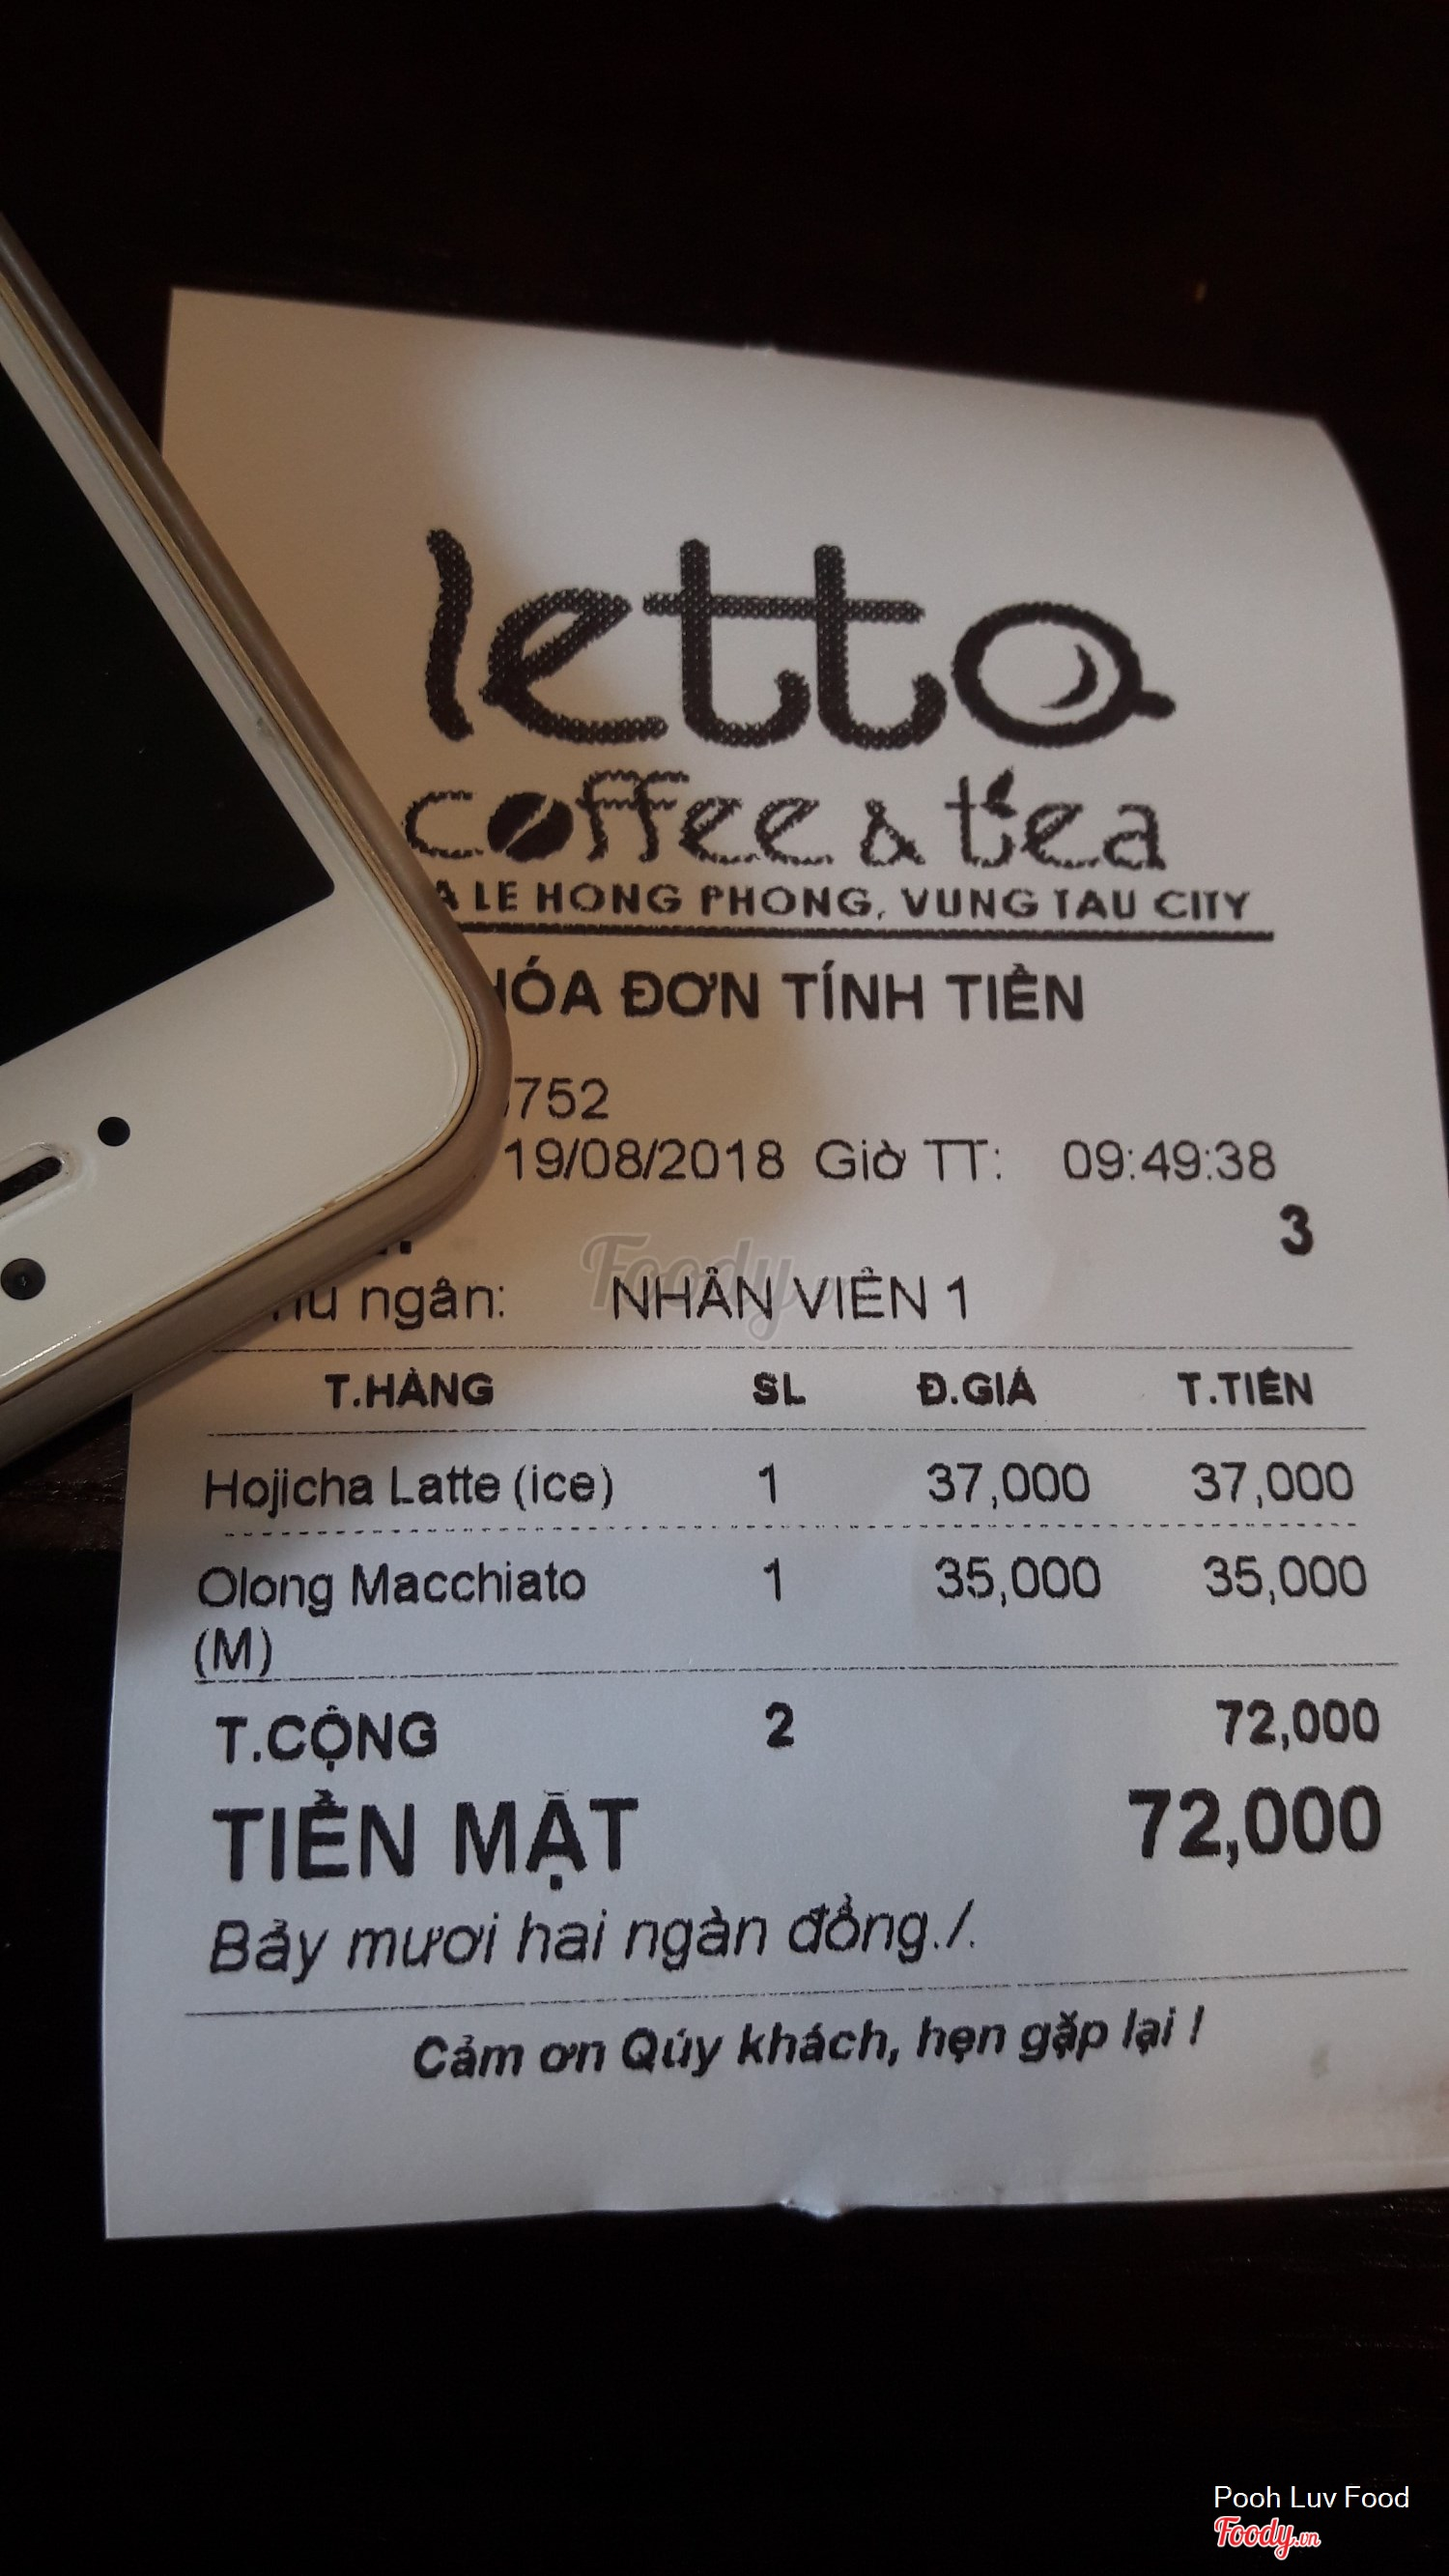 letto
coffee & tea
A LE HONG PHONG, VUNG TAU CITY
HÓA ĐƠN TÍNH TIỀN
752
19/08/2018 Giờ TT: 09:49:38
3
ngân: NHÂN VIÊN 1
T.HÀNG SL Đ.GIÁ T.TIỀN
Hojicha Latte (ice) 1 37,000 37,000
Olong Macchiato 1 35,000 35,000
(M)
T.CỘNG 2 72,000
TIỀN MẶT 72,000
Bảy mươi hai ngàn đồng./.
Cảm ơn Qúy khách, hẹn gặp lại !
Foody.vn
Pooh Luv Food
Foody.vn